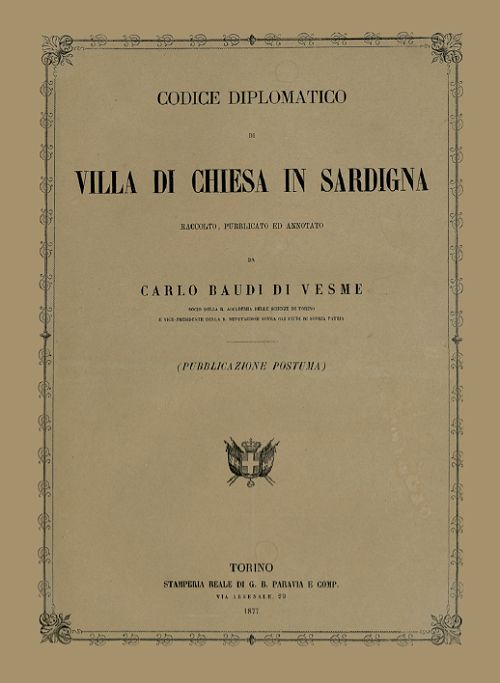 CODICE DIPLOMATICO
DI
VILLA DI CHIESA IN SARDIGNA
RACCOLTO, PUBBLICATO ED ANNOTATO
DA
CARLO BAUDI DI VESME
SOCIO DELLA R. ACCADEMIA DELLE SCIENZE DI TORINO
E VICE-PRESIDENTE DELLA R. DEPUTAZIONE SOVRA GLI STUDI DI STORIA PATRIA
(PUBBLICAZIONE POSTUMA)
TORINO
STAMPERIA REALE DI G. B. PARAVIA E COMP.
VIA ARSENALE, 29
1877